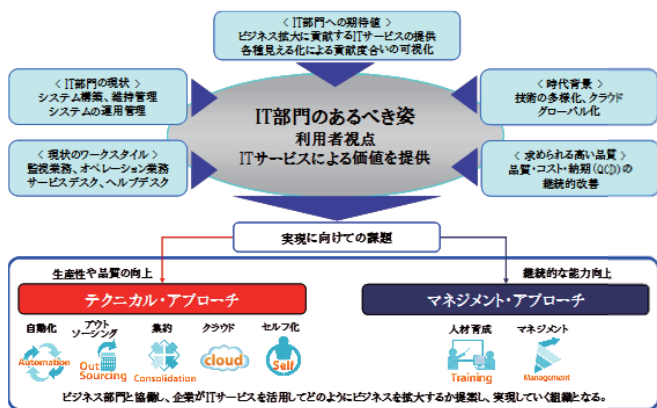 < IT部門への期待値 >
ビジネス拡大に貢献するITサービスの提供
各種見える化による貢献度合いの可視化
< IT部門の現状 >
システム構築、維持管理
システムの運用管理
< 時代背景 >
技術の多様化、クラウド
グローバル化
IT部門のあるべき姿
利用者視点
ITサービスによる価値を提供
< 現状のワークスタイル >
監視業務、オペレーション業務
サービスデスク、ヘルプデスク
< 求められる高い品質 >
品質・コスト・納期(QCD)の
継続的改善
実現に向けての課題
生産性や品質の向上
継続的な能力向上
テクニカル・アプローチ
マネジメント・アプローチ
自動化
アウト
ソーシング
集約
クラウド
セルフ化
人材育成
マネジメント
Automation
Out
Sourcing
Consolidation
cloud
Self
Training
Management
ビジネス部門と協働し、企業がITサービスを活用してどのようにビジネスを拡大するか提案し、実現していく組織となる。